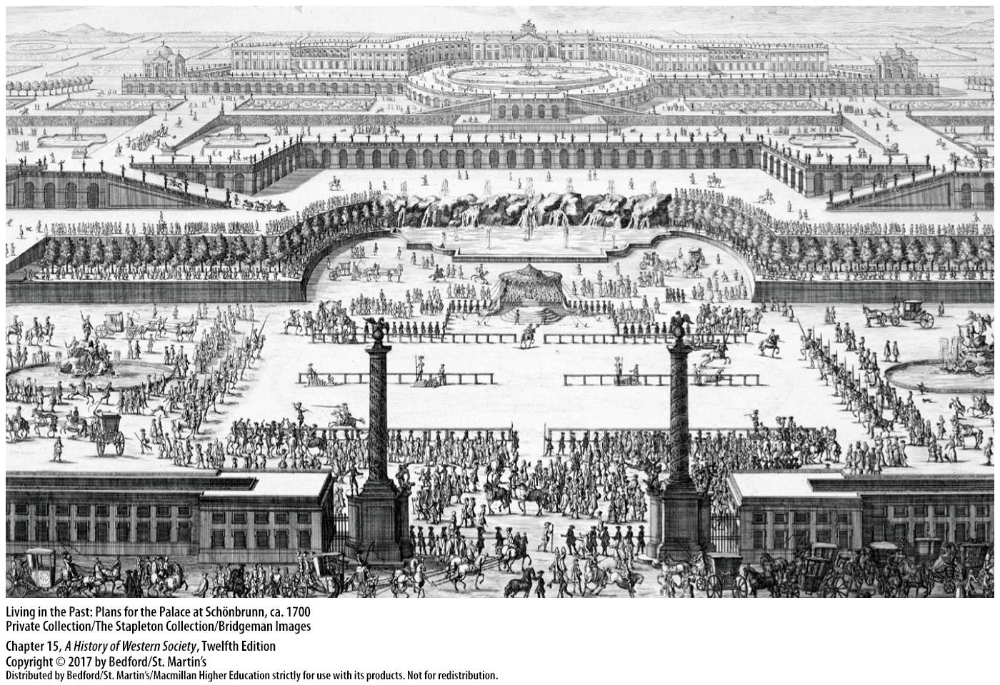 Living in the Past: Plans for the Palace at Schönbrunn, ca. 1700
Private Collection/The Stapleton Collection/Bridgeman Images
Chapter 15, A History of Western Society, Twelfth Edition
Copyright © 2017 by Bedford/St. Martin's
Distributed by Bedford/St. Martin's/Macmillan Higher Education strictly for use with its products. Not for redistribution.